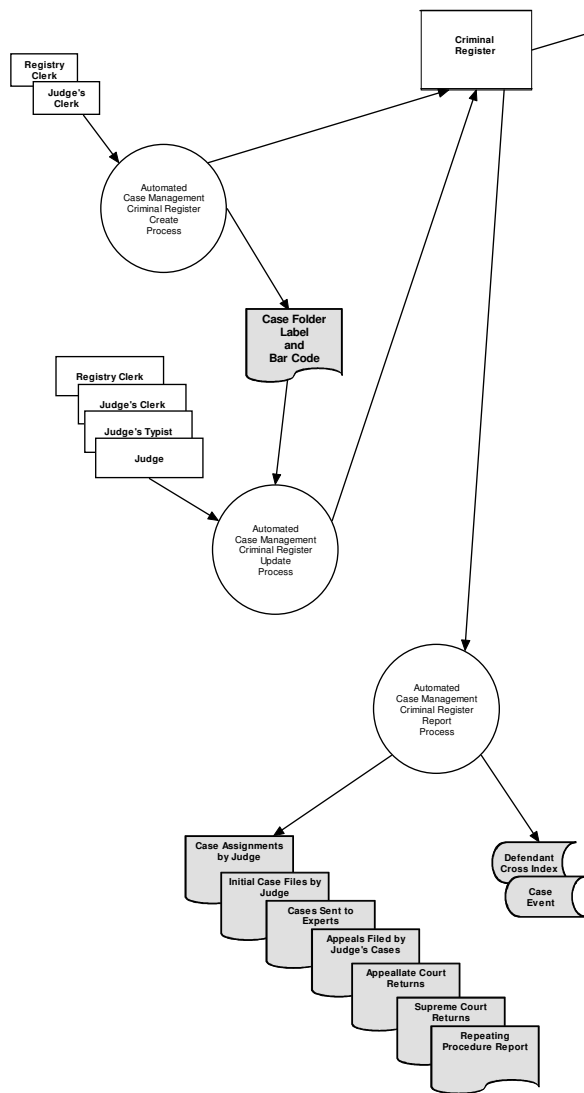 Criminal
Register
Registry
Clerk
Judge's
Clerk
Automated
Case Management
Criminal Register
Create
Process
Case Folder
Label
and
Bar Code
Registry Clerk
Judge's Clerk
Judge's Typist
Judge
Automated
Case Management
Criminal Register
Update
Process
Automated
Case Management
Criminal Register
Report
Process
Case Assignments
by Judge
Initial Case Files by
Judge
Cases Sent to
Experts
Appeals Filed by
Judge's Cases
Appeallate Court
Returns
Supreme Court
Returns
Repeating
Procedure Report
Defendant
Cross Index
Case
Event